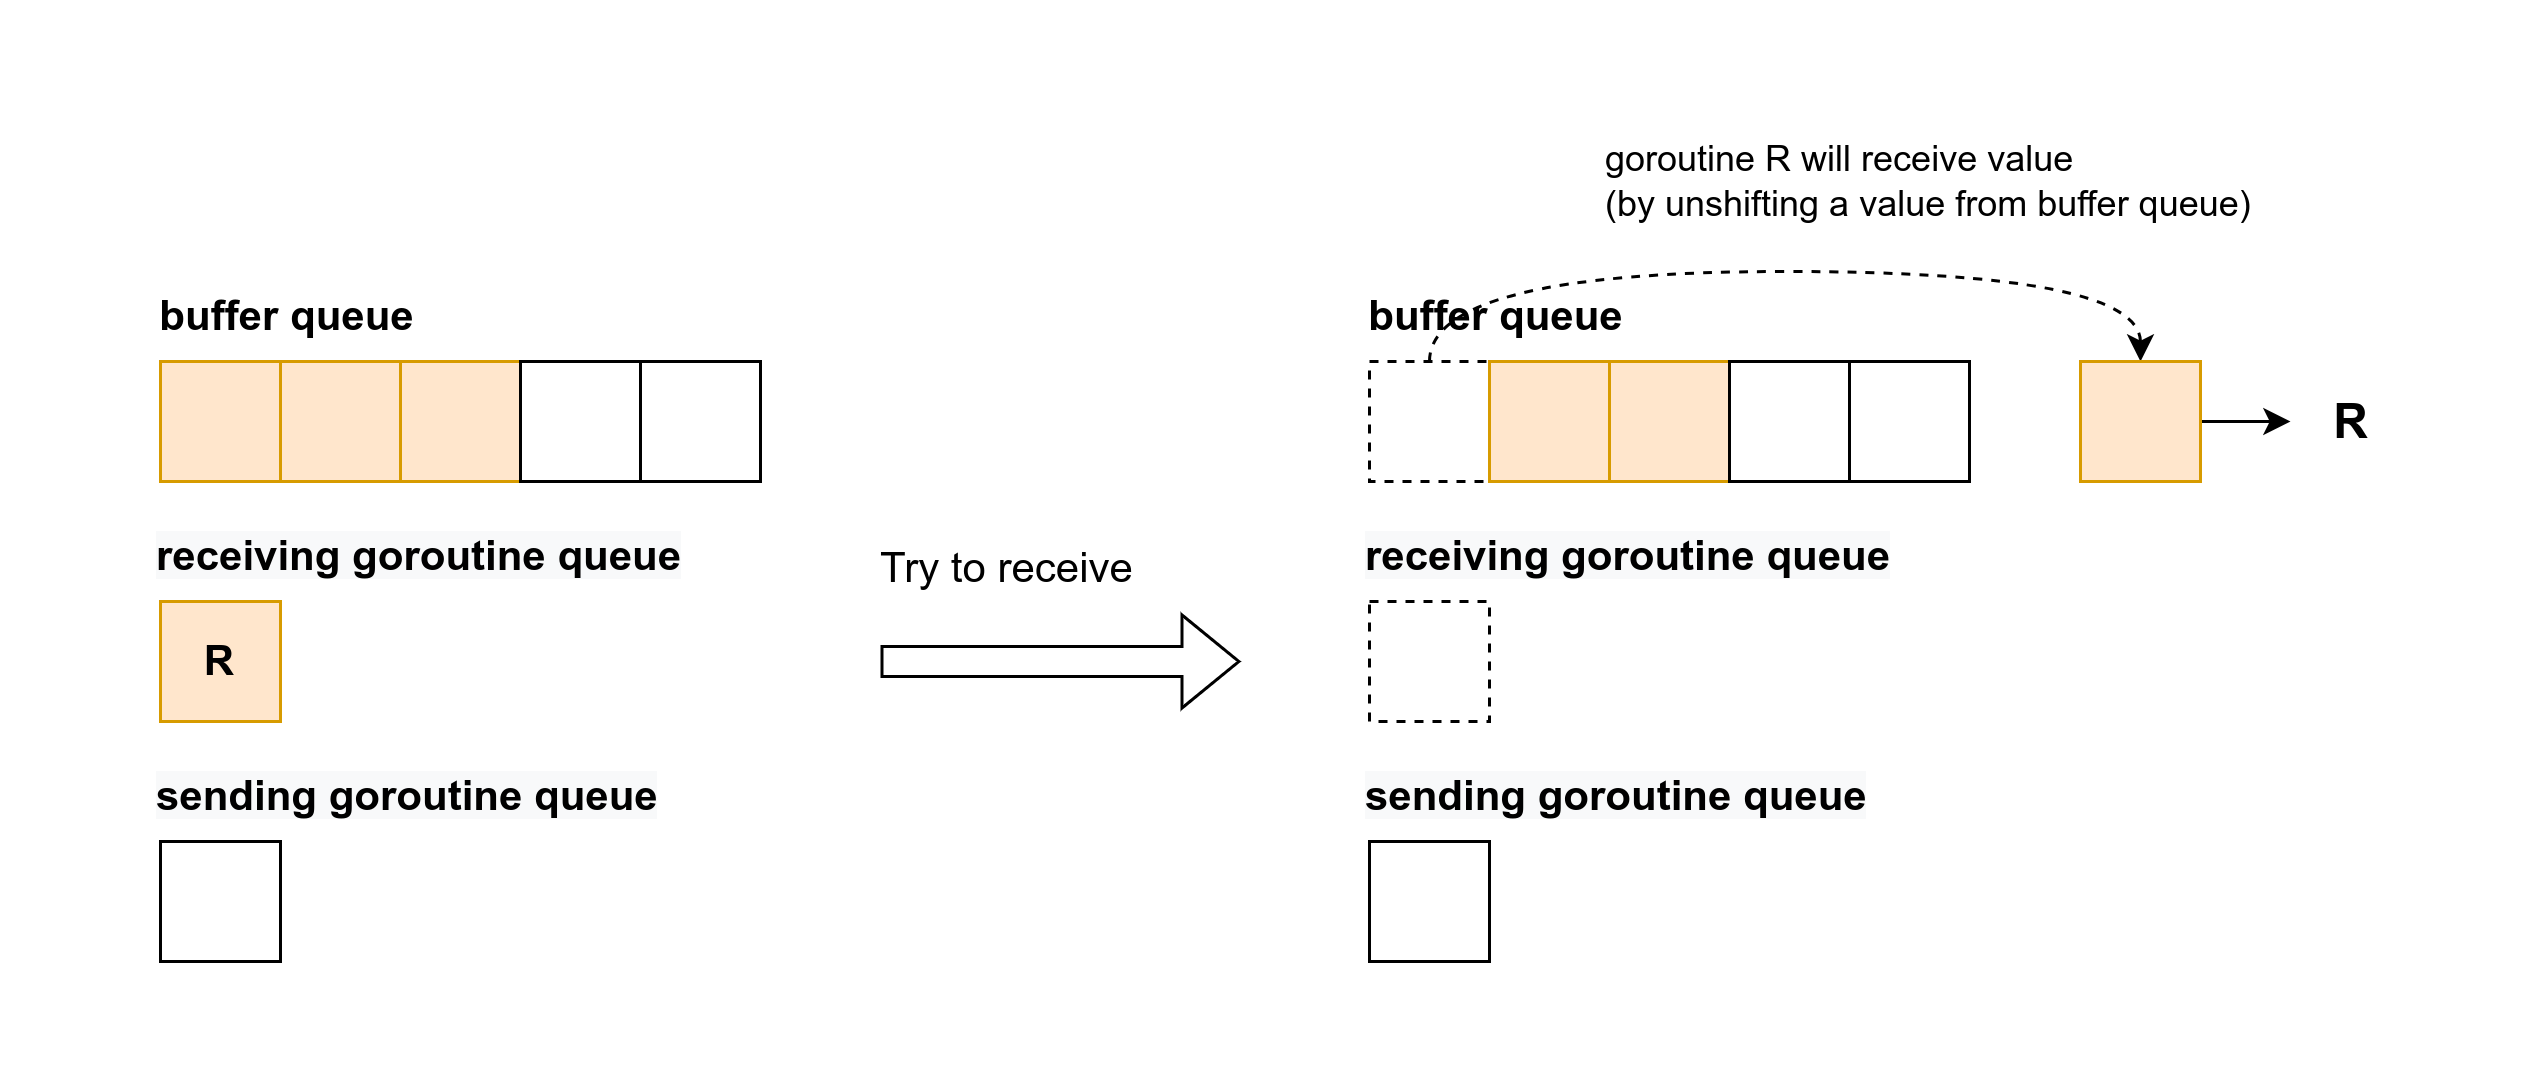 goroutine R will receive value
(by unshifting a value from buffer queue)
buffer queue
receiving goroutine queue
R
sending goroutine queue
Try to receive
buffer queue
R
receiving goroutine queue
sending goroutine queue